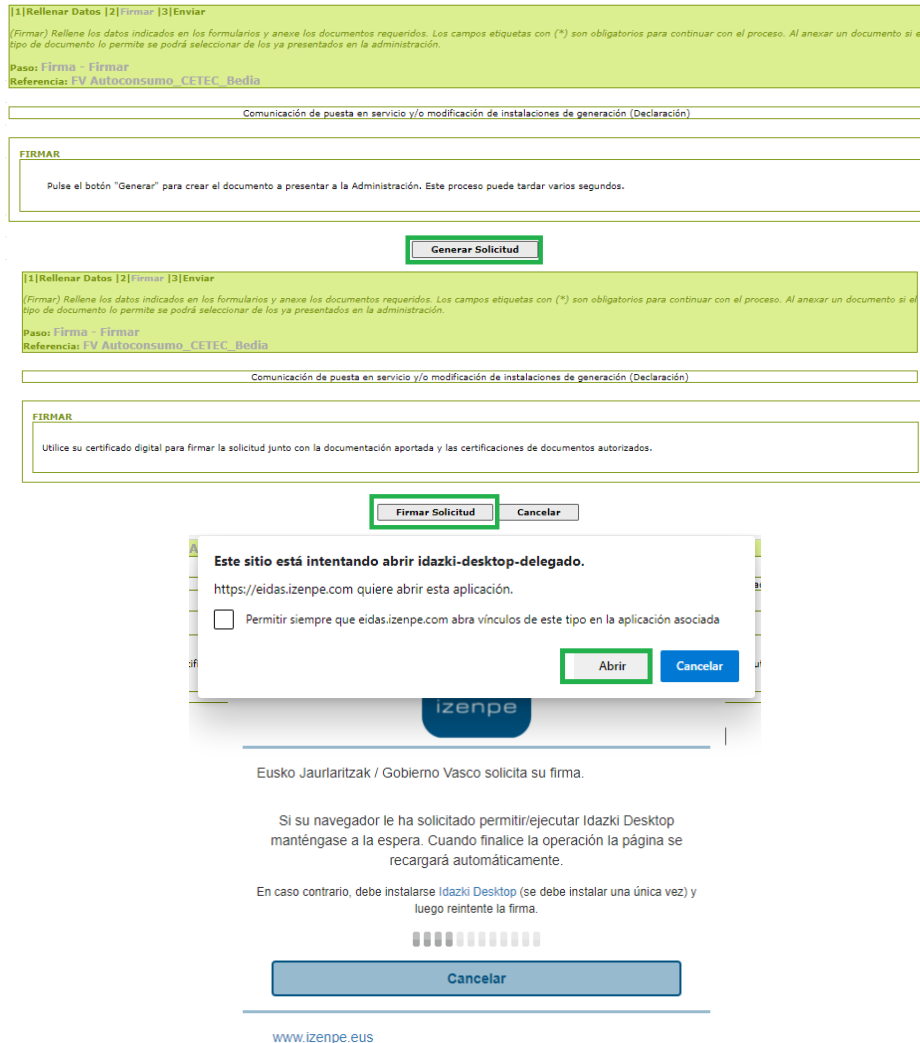 |1|Rellenar Datos |2|Firmar |3|Enviar
(Firmar) Rellene los datos indicados en los formularios y anexe los documentos requeridos. Los campos etiquetas con (*) son obligatorios para continuar con el proceso. Al anexar un documento si e
tipo de documento lo permite se podrá seleccionar de los ya presentados en la administración.
Paso: Firma - Firmar
Referencia: FV Autoconsumo_CETEC_Bedia
Comunicación de puesta en servicio y/o modificación de instalaciones de generación (Declaración)
FIRMAR
Pulse el botón "Generar" para crear el documento a presentar a la Administración. Este proceso puede tardar varios segundos.
Generar Solicitud
|1|Rellenar Datos |2|Firmar |3|Enviar
(Firmar) Rellene los datos indicados en los formularios y anexe los documentos requeridos. Los campos etiquetas con (*) son obligatorios para continuar con el proceso. Al anexar un documento si el
tipo de documento lo permite se podrá seleccionar de los ya presentados en la administración.
Paso: Firma - Firmar
Referencia: FV Autoconsumo_CETEC_Bedia
Comunicación de puesta en servicio y/o modificación de instalaciones de generación (Declaración)
FIRMAR
Utilice su certificado digital para firmar la solicitud junto con la documentación aportada y las certificaciones de documentos autorizados.
Firmar Solicitud Cancelar
Este sitio está intentando abrir idazki-desktop-delegado.
https://eidas.izenpe.com quiere abrir esta aplicación.
Permitir siempre que eidas.izenpe.com abra vínculos de este tipo en la aplicación asociada
Abrir Cancelar
izenpe
Eusko Jaurlaritzak / Gobierno Vasco solicita su firma.
Si su navegador le ha solicitado permitir/ejecutar Idazki Desktop
manténgase a la espera. Cuando finalice la operación la página se
recargará automáticamente.
En caso contrario, debe instalarse Idazki Desktop (se debe instalar una única vez) y
luego reintente la firma.
Cancelar
www.izenpe.eus